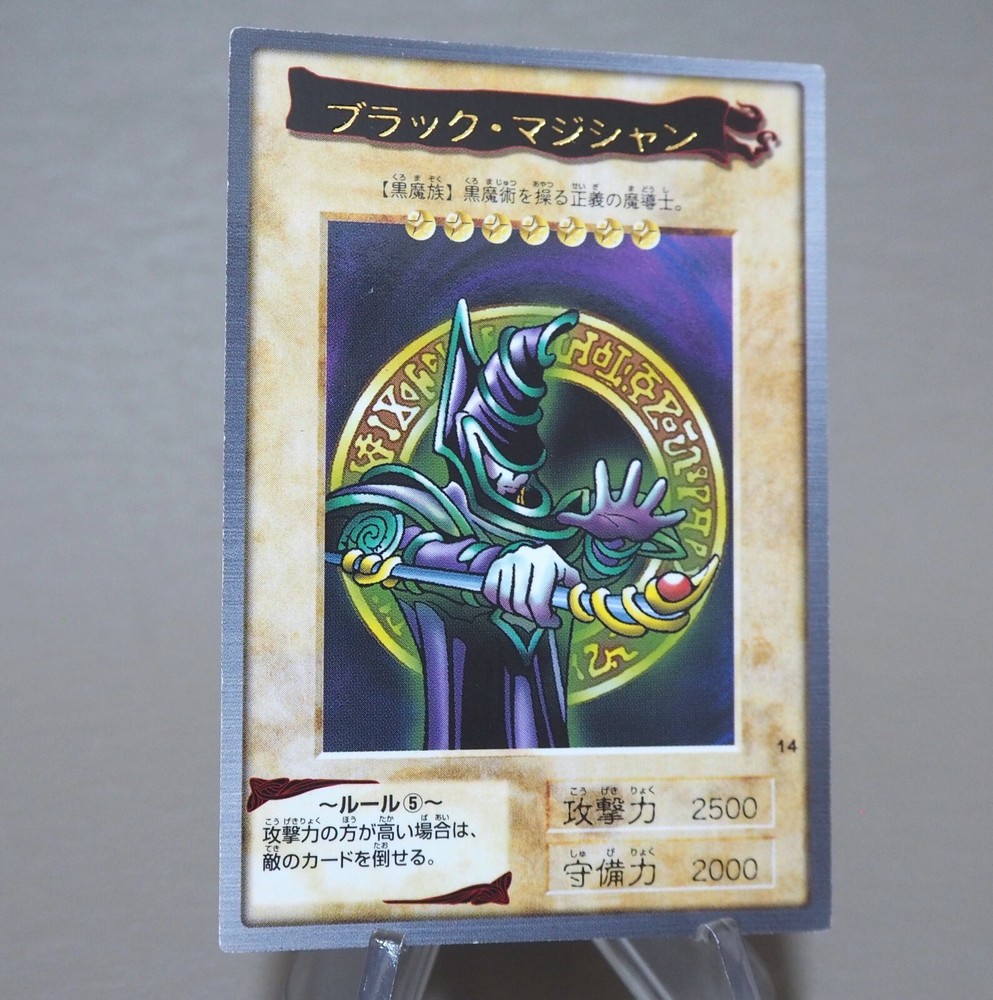 ブラック・マジシャン
【黒魔族】黒魔術を操る正義の魔導士。
14
～ルール⑤～
攻撃力の方が高い場合は、
敵のカードを倒せる。
攻撃力 2500
守備力 2000